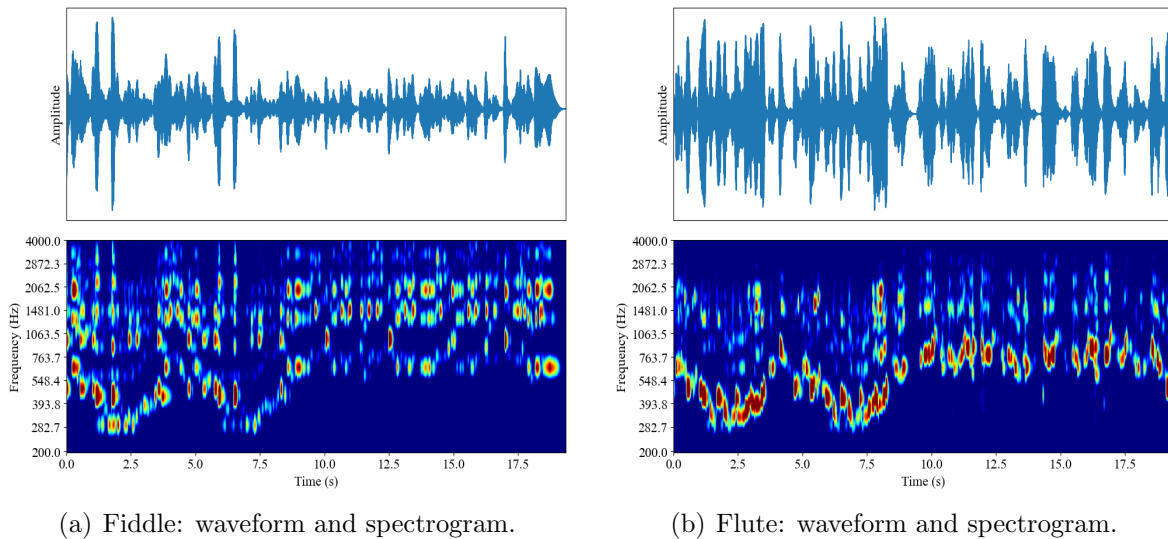 Amplitude
Amplitude
4000.0
2872.3
2062.5
1481.0
1063.5
763.7
548.4
393.8
282.7
200.0
Frequency (Hz)
0.0 2.5 5.0 7.5 10.0 12.5 15.0 17.5
Time (s)
4000.0
2872.3
2062.5
1481.0
1063.5
763.7
548.4
393.8
282.7
200.0
Frequency (Hz)
0.0 2.5 5.0 7.5 10.0 12.5 15.0 17.5
Time (s)
(a) Fiddle: waveform and spectrogram.
(b) Flute: waveform and spectrogram.